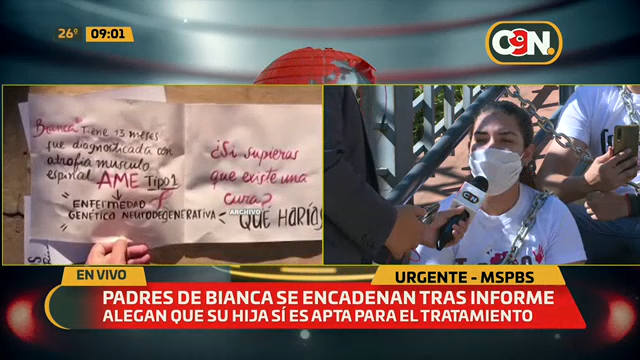 26°
09:01
C9N.
Bianca
Tiene 13 meses
fue diagnosticada con
atrofia musculo
espinal AME Tipo 1
ENFEMEDAD
GENÉTICA NEURODEGENERATIVA
¿Si supieras
que existe una
cura?
QUÉ HARÍAS
ARCHIVO
C9N
EN VIVO
URGENTE - MSPBS
PADRES DE BIANCA SE ENCADENAN TRAS INFORME
ALEGAN QUE SU HIJA SÍ ES APTA PARA EL TRATAMIENTO